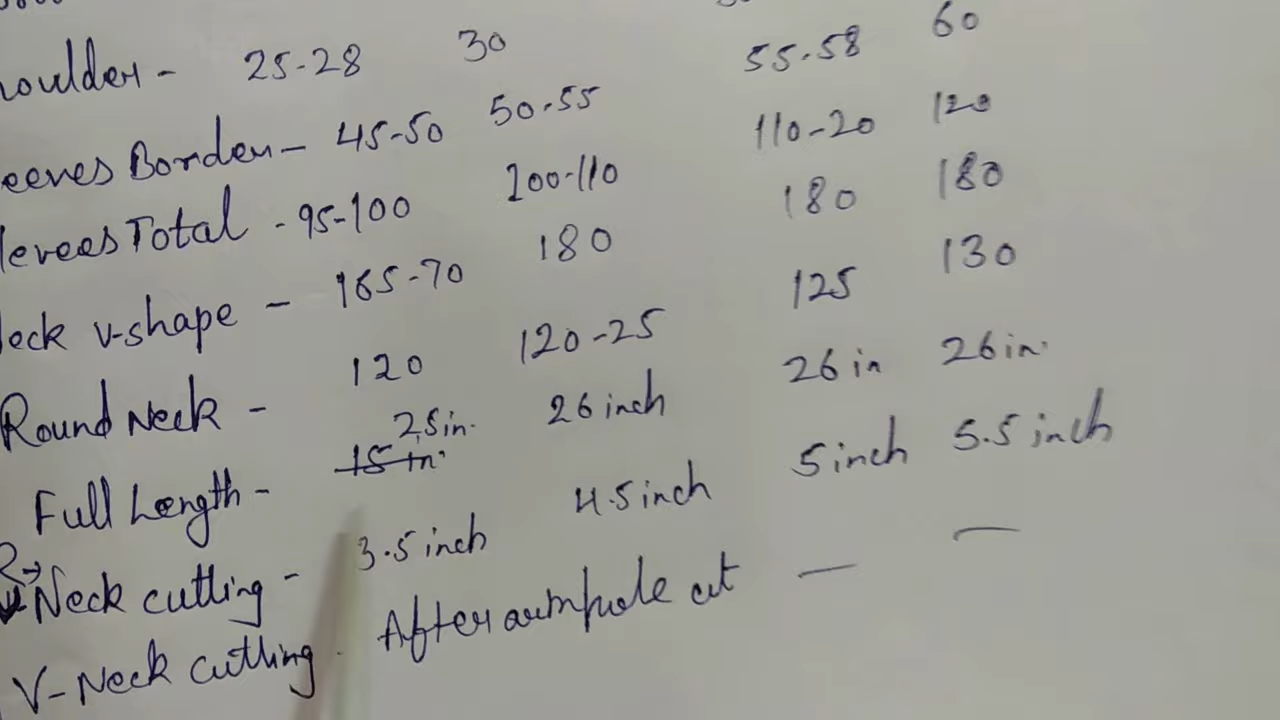 houlder - 25-28 30 55-58 60
eeves Border - 45-50 50-55 110-20 120
levees Total - 95-100 100-110 180 180
leck v-shape - 165-70 180 125 130
Round Neck - 120 120-25 26 in 26 in.
Full Length - 25 in. 15 in. 26 inch 5 inch 5.5 inch
R→ Neck cutting - 3.5 inch 4.5 inch — —
V-Neck cutting. After armhole cut